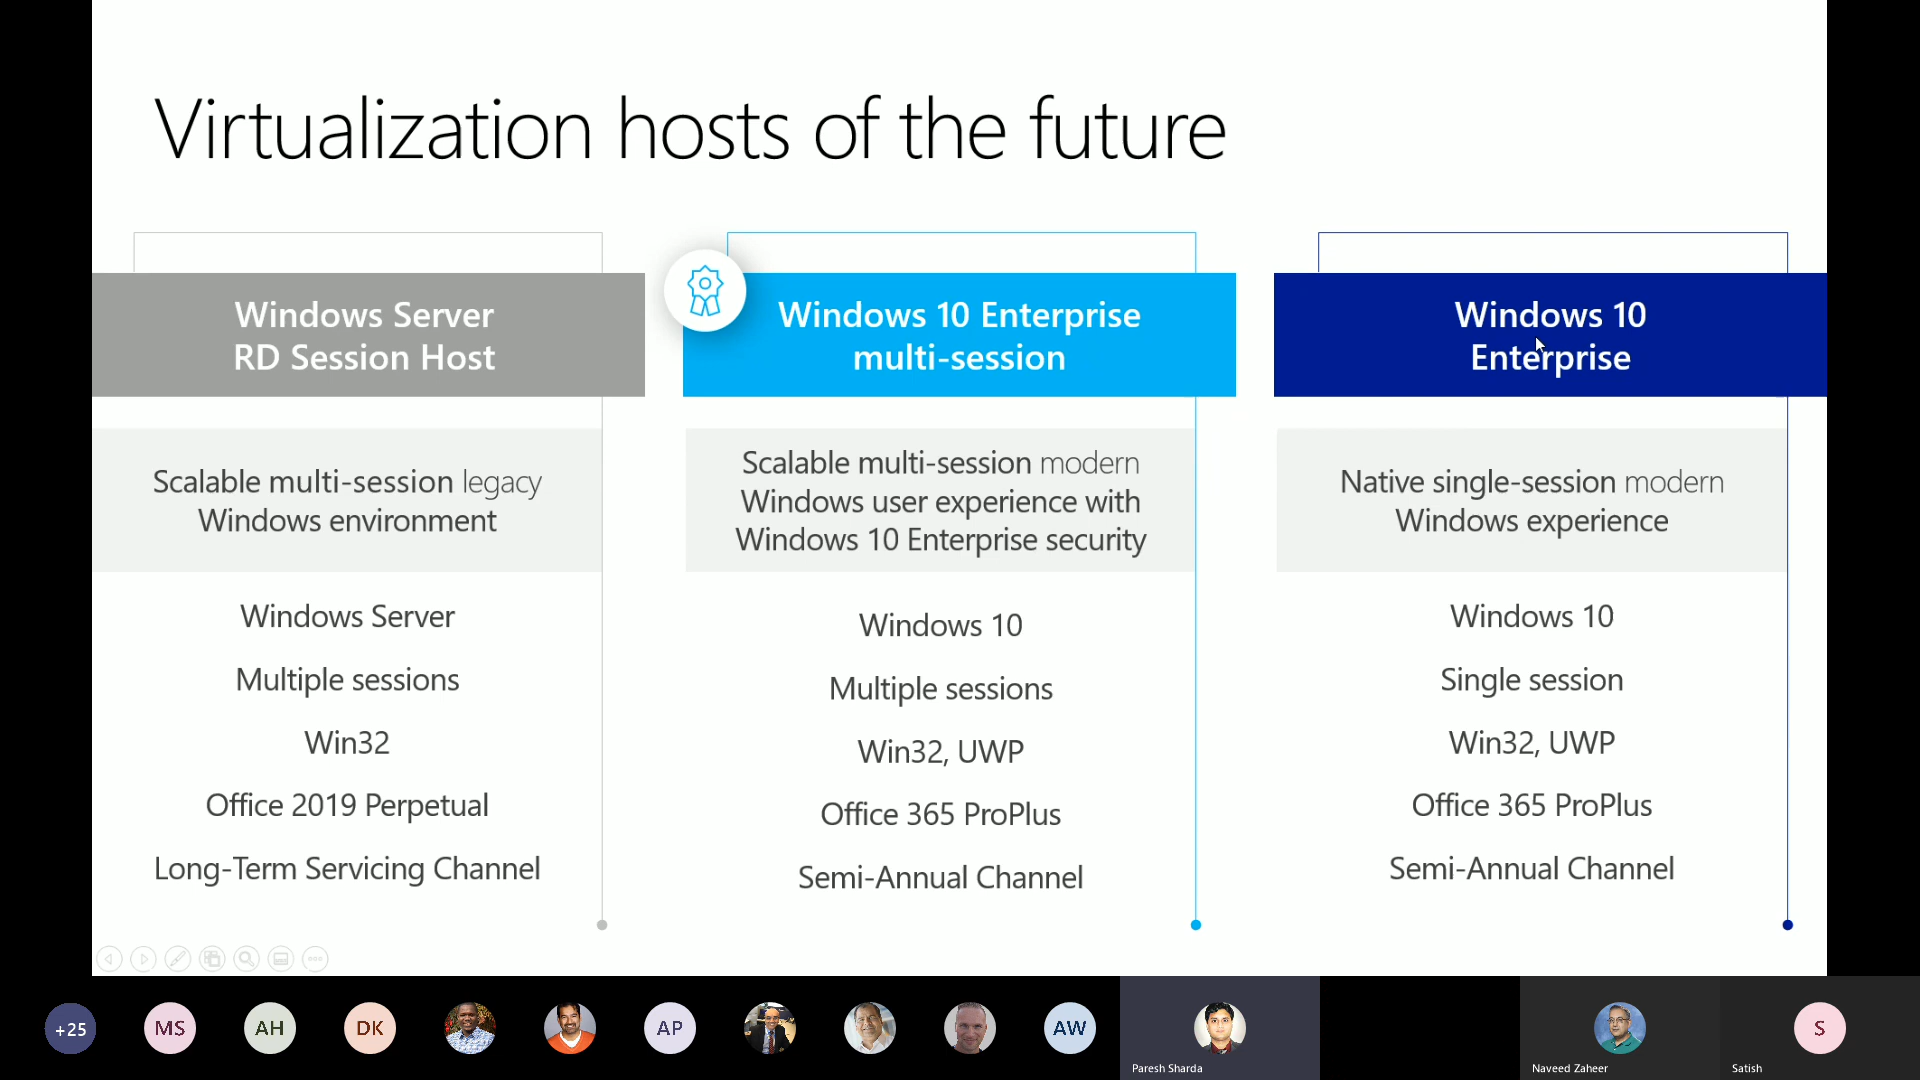 Virtualization hosts of the future
Windows Server
RD Session Host
Scalable multi-session legacy
Windows environment
Windows Server
Multiple sessions
Win32
Office 2019 Perpetual
Long-Term Servicing Channel
Windows 10 Enterprise
multi-session
Scalable multi-session modern
Windows user experience with
Windows 10 Enterprise security
Windows 10
Multiple sessions
Win32, UWP
Office 365 ProPlus
Semi-Annual Channel
Windows 10
Enterprise
Native single-session modern
Windows experience
Windows 10
Single session
Win32, UWP
Office 365 ProPlus
Semi-Annual Channel
+25
MS
AH
DK
AP
AW
Paresh Sharda
Naveed Zaheer
S
Satish